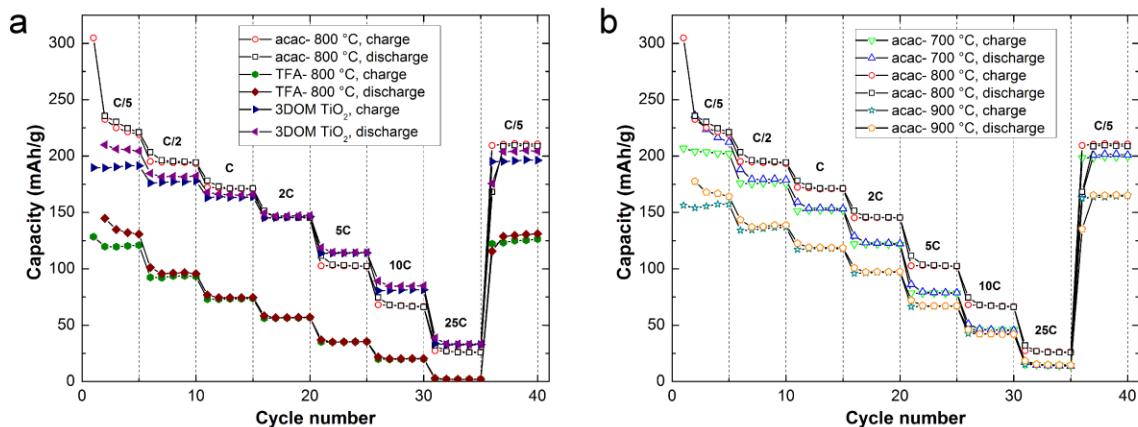 a
acac- 800 °C, charge
acac- 800 °C, discharge
TFA- 800 °C, charge
TFA- 800 °C, discharge
3DOM TiO₂, charge
3DOM TiO₂, discharge
C/5
C/2
C
2C
5C
10C
25C
C/5
300
250
200
150
100
50
0
Capacity (mAh/g)
0 10 20 30 40
Cycle number
b
acac- 700 °C, charge
acac- 700 °C, discharge
acac- 800 °C, charge
acac- 800 °C, discharge
acac- 900 °C, charge
acac- 900 °C, discharge
C/5
C/2
C
2C
5C
10C
25C
C/5
300
250
200
150
100
50
0
Capacity (mAh/g)
0 10 20 30 40
Cycle number